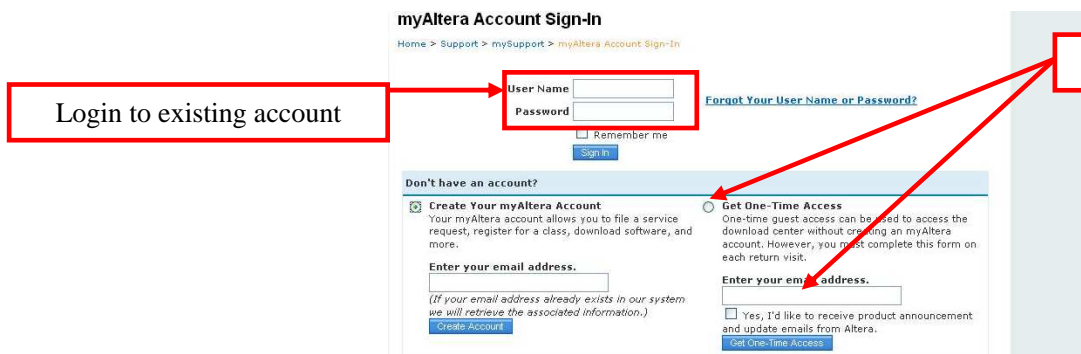 myAltera Account Sign-In
Home > Support > mySupport > myAltera Account Sign-In
User Name
Login to existing account
Password
Forgot Your User Name or Password?
Remember me
Sign In
Don't have an account?
Create Your myAltera Account
Your myAltera account allows you to file a service
request, register for a class, download software, and
more.
Enter your email address.
(If your email address already exists in our system
we will retrieve the associated information.)
Create Account
Get One-Time Access
One-time guest access can be used to access the
download center without creating an myAltera
account. However, you must complete this form on
each return visit.
Enter your email address.
Yes, I'd like to receive product announcement
and update emails from Altera.
Get One-Time Access